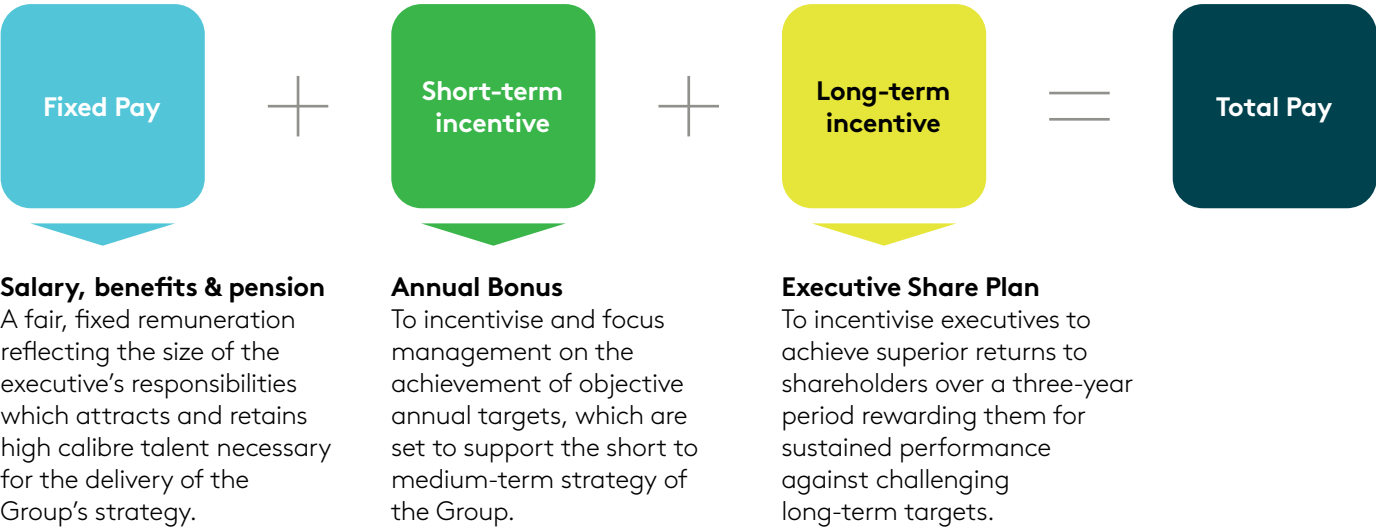 Fixed Pay
Short-term
incentive
Long-term
incentive
Total Pay
Salary, benefits & pension
A fair, fixed remuneration
reflecting the size of the
executive’s responsibilities
which attracts and retains
high calibre talent necessary
for the delivery of the
Group’s strategy.
Annual Bonus
To incentivise and focus
management on the
achievement of objective
annual targets, which are
set to support the short to
medium-term strategy of
the Group.
Executive Share Plan
To incentivise executives to
achieve superior returns to
shareholders over a three-year
period rewarding them for
sustained performance
against challenging
long-term targets.